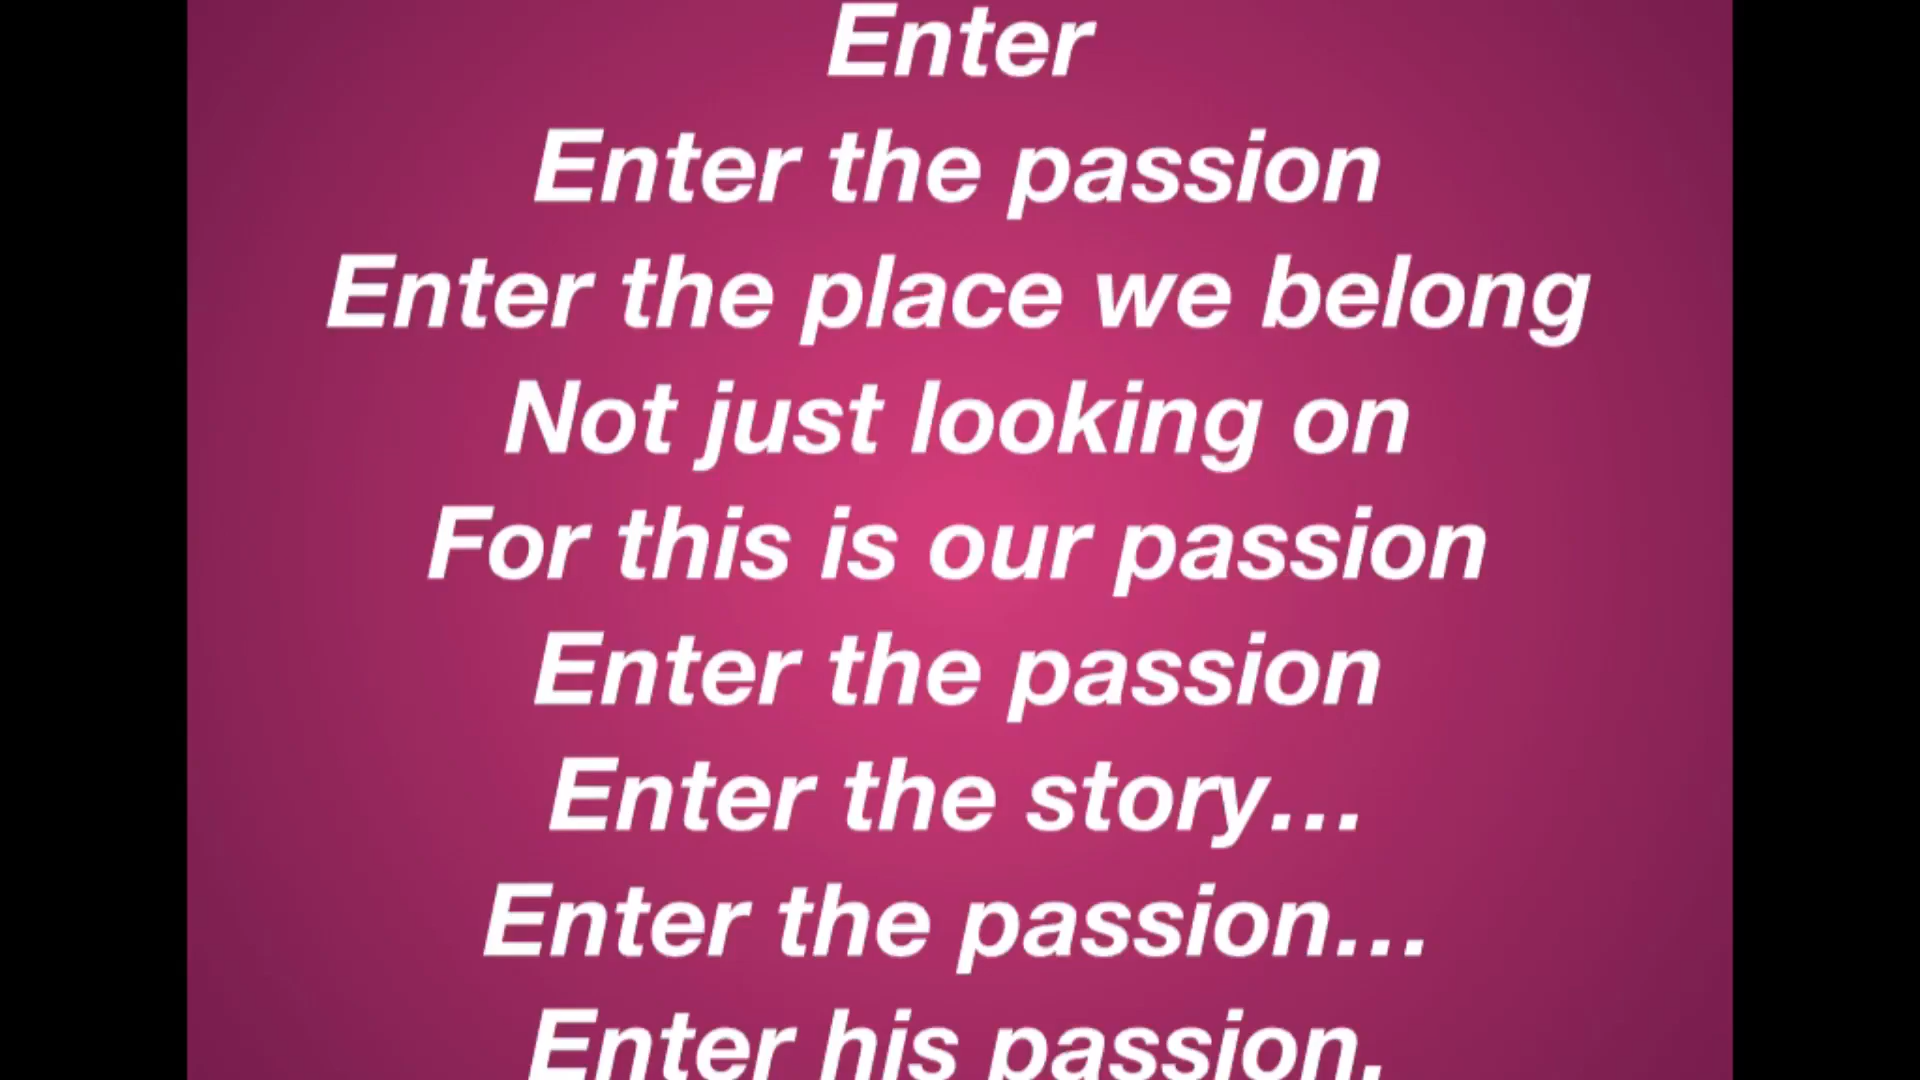 Enter
Enter the passion
Enter the place we belong
Not just looking on
For this is our passion
Enter the passion
Enter the story...
Enter the passion...
Enter his passion.